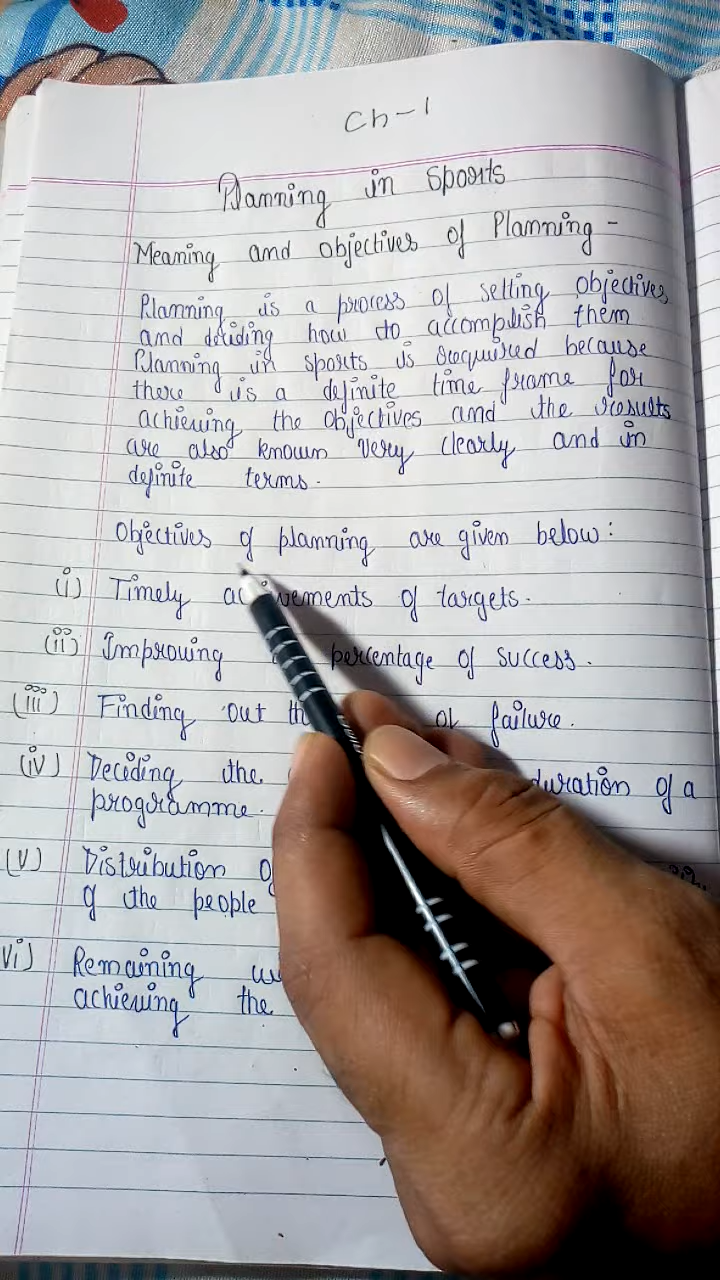 Ch-1
Planning in Sports
Meaning and objectives of Planning -
Planning is a process of setting objectives
and deciding how to accomplish them
Planning in sports is required because
there is a definite time frame for
achieving the objectives and the results
are also known very clearly and in
definite terms.
Objectives of planning are given below:
(i) Timely achievements of targets.
(ii) Improving percentage of success.
(iii) Finding out of failure.
(iv) Deciding the duration of a
programme.
(v) Distribution
of the people
vi) Remaining
achieving the